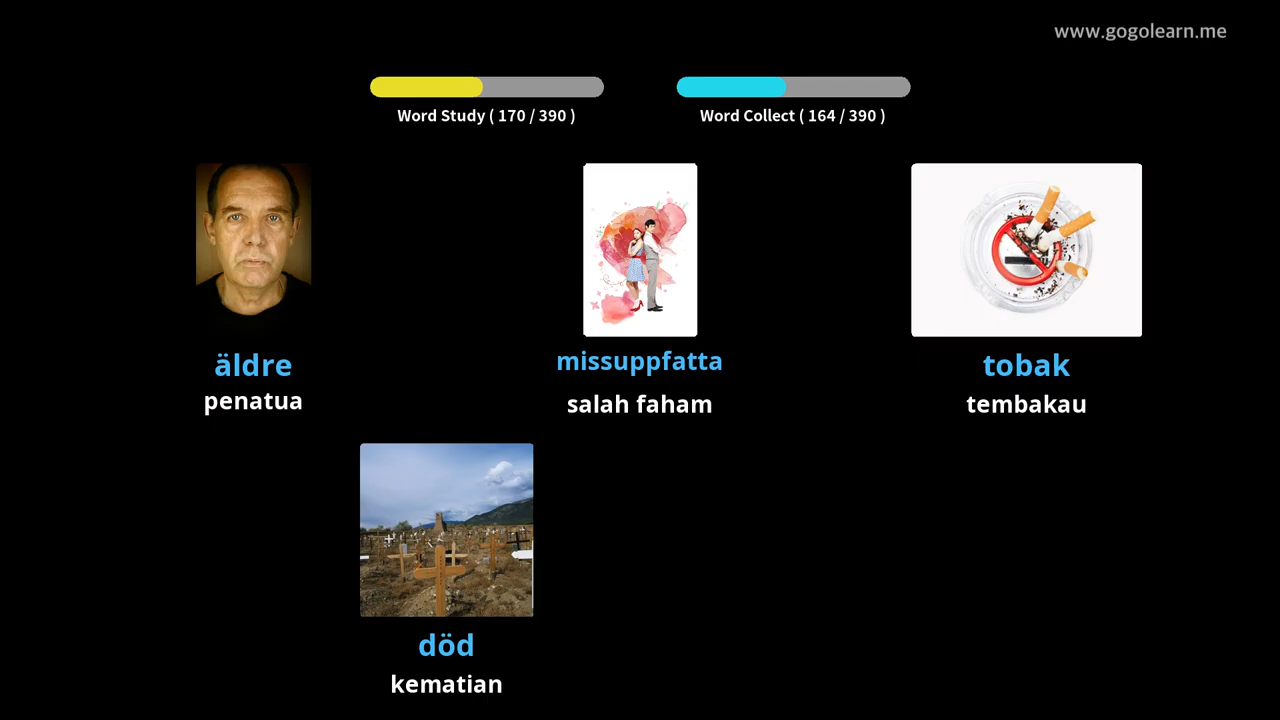 www.gogolearn.me
Word Study ( 170 / 390 )
Word Collect ( 164 / 390 )
äldre
penatua
missuppfatta
salah faham
tobak
tembakau
död
kematian